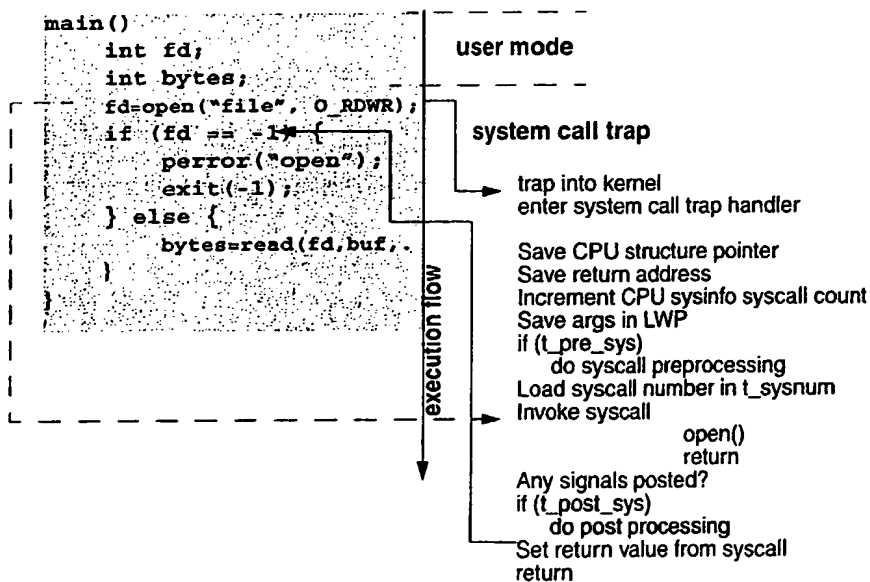 main()
int fd;
int bytes;
fd=open("file", O_RDWR);
if (fd == -1) {
perror("open");
exit(-1);
} else {
bytes=read(fd,buf,.
}
}
execution flow
user mode
system call trap
trap into kernel
enter system call trap handler
Save CPU structure pointer
Save return address
Increment CPU sysinfo syscall count
Save args in LWP
if (t_pre_sys)
do syscall preprocessing
Load syscall number in t_sysnum
Invoke syscall
open()
return
Any signals posted?
if (t_post_sys)
do post processing
Set return value from syscall
return